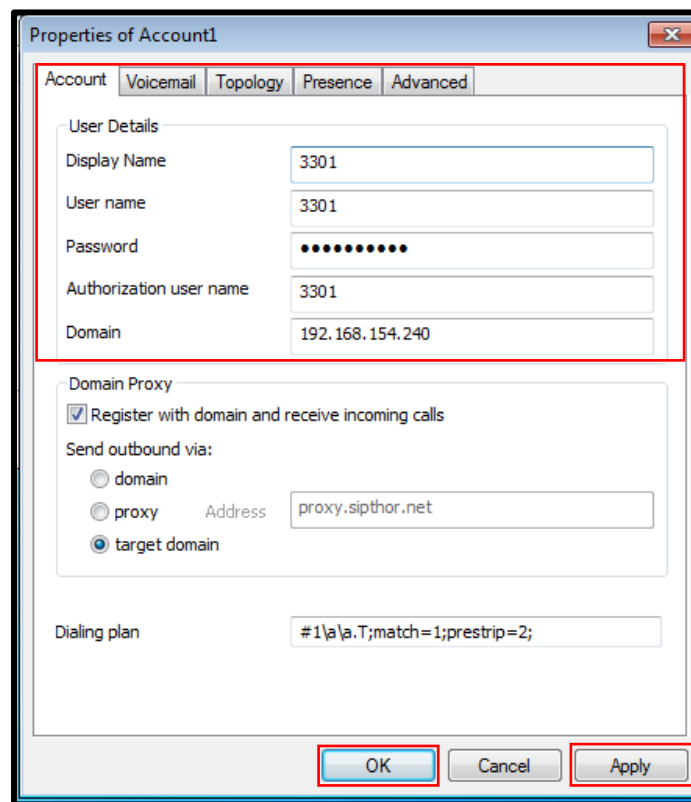 Properties of Account1
Account Voicemail Topology Presence Advanced
User Details
Display Name 3301
User name 3301
Password ●●●●●●●●●●
Authorization user name 3301
Domain 192.168.154.240
Domain Proxy
Register with domain and receive incoming calls
Send outbound via:
domain
proxy Address proxy.sipthor.net
target domain
Dialing plan #1\a\a.T;match=1;prestrip=2;
OK Cancel Apply